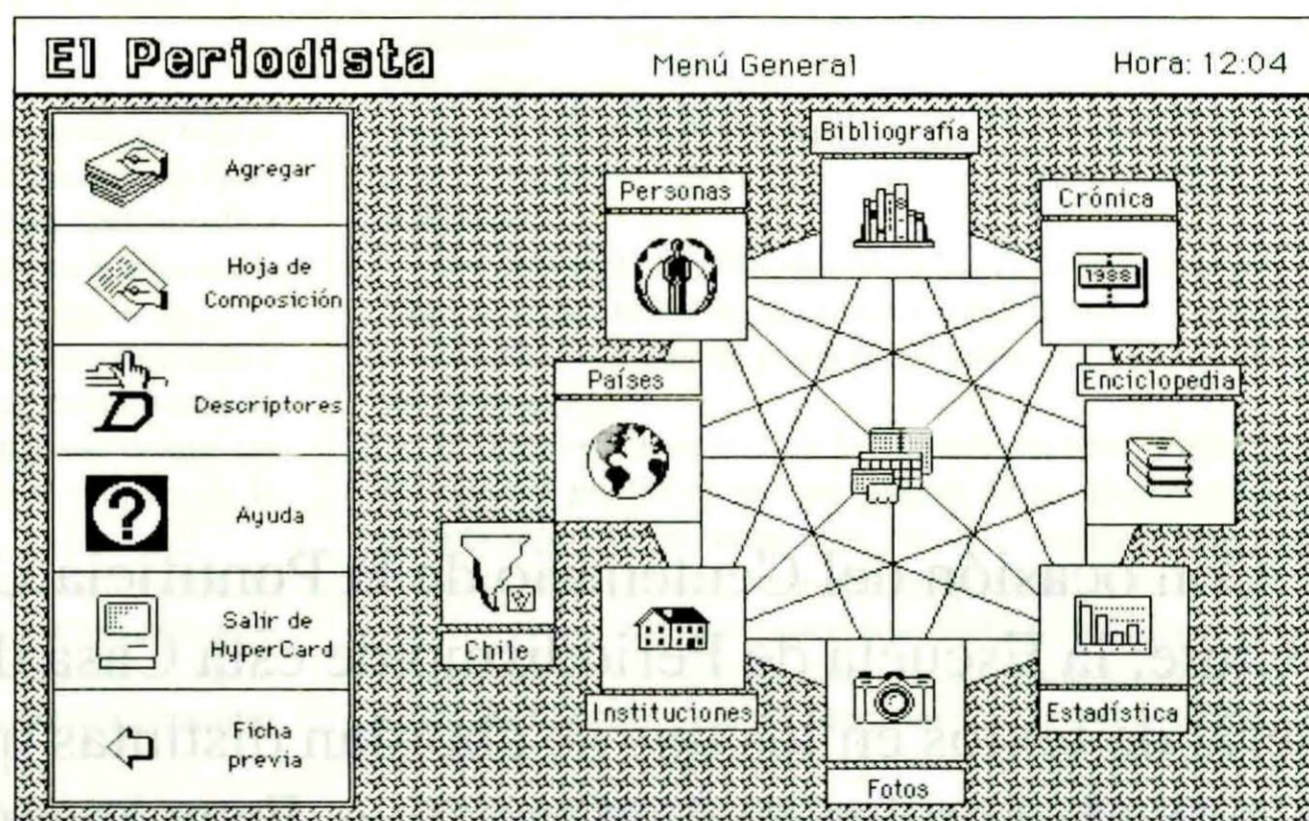 El Periodista
Menú General
Hora: 12:04
Agregar
Hoja de
Composición
Descriptores
Ayuda
Salir de
HyperCard
Ficha
previa
Bibliografía
Personas
Crónica
1988
Países
Enciclopedia
Chile
Instituciones
Estadística
Fotos